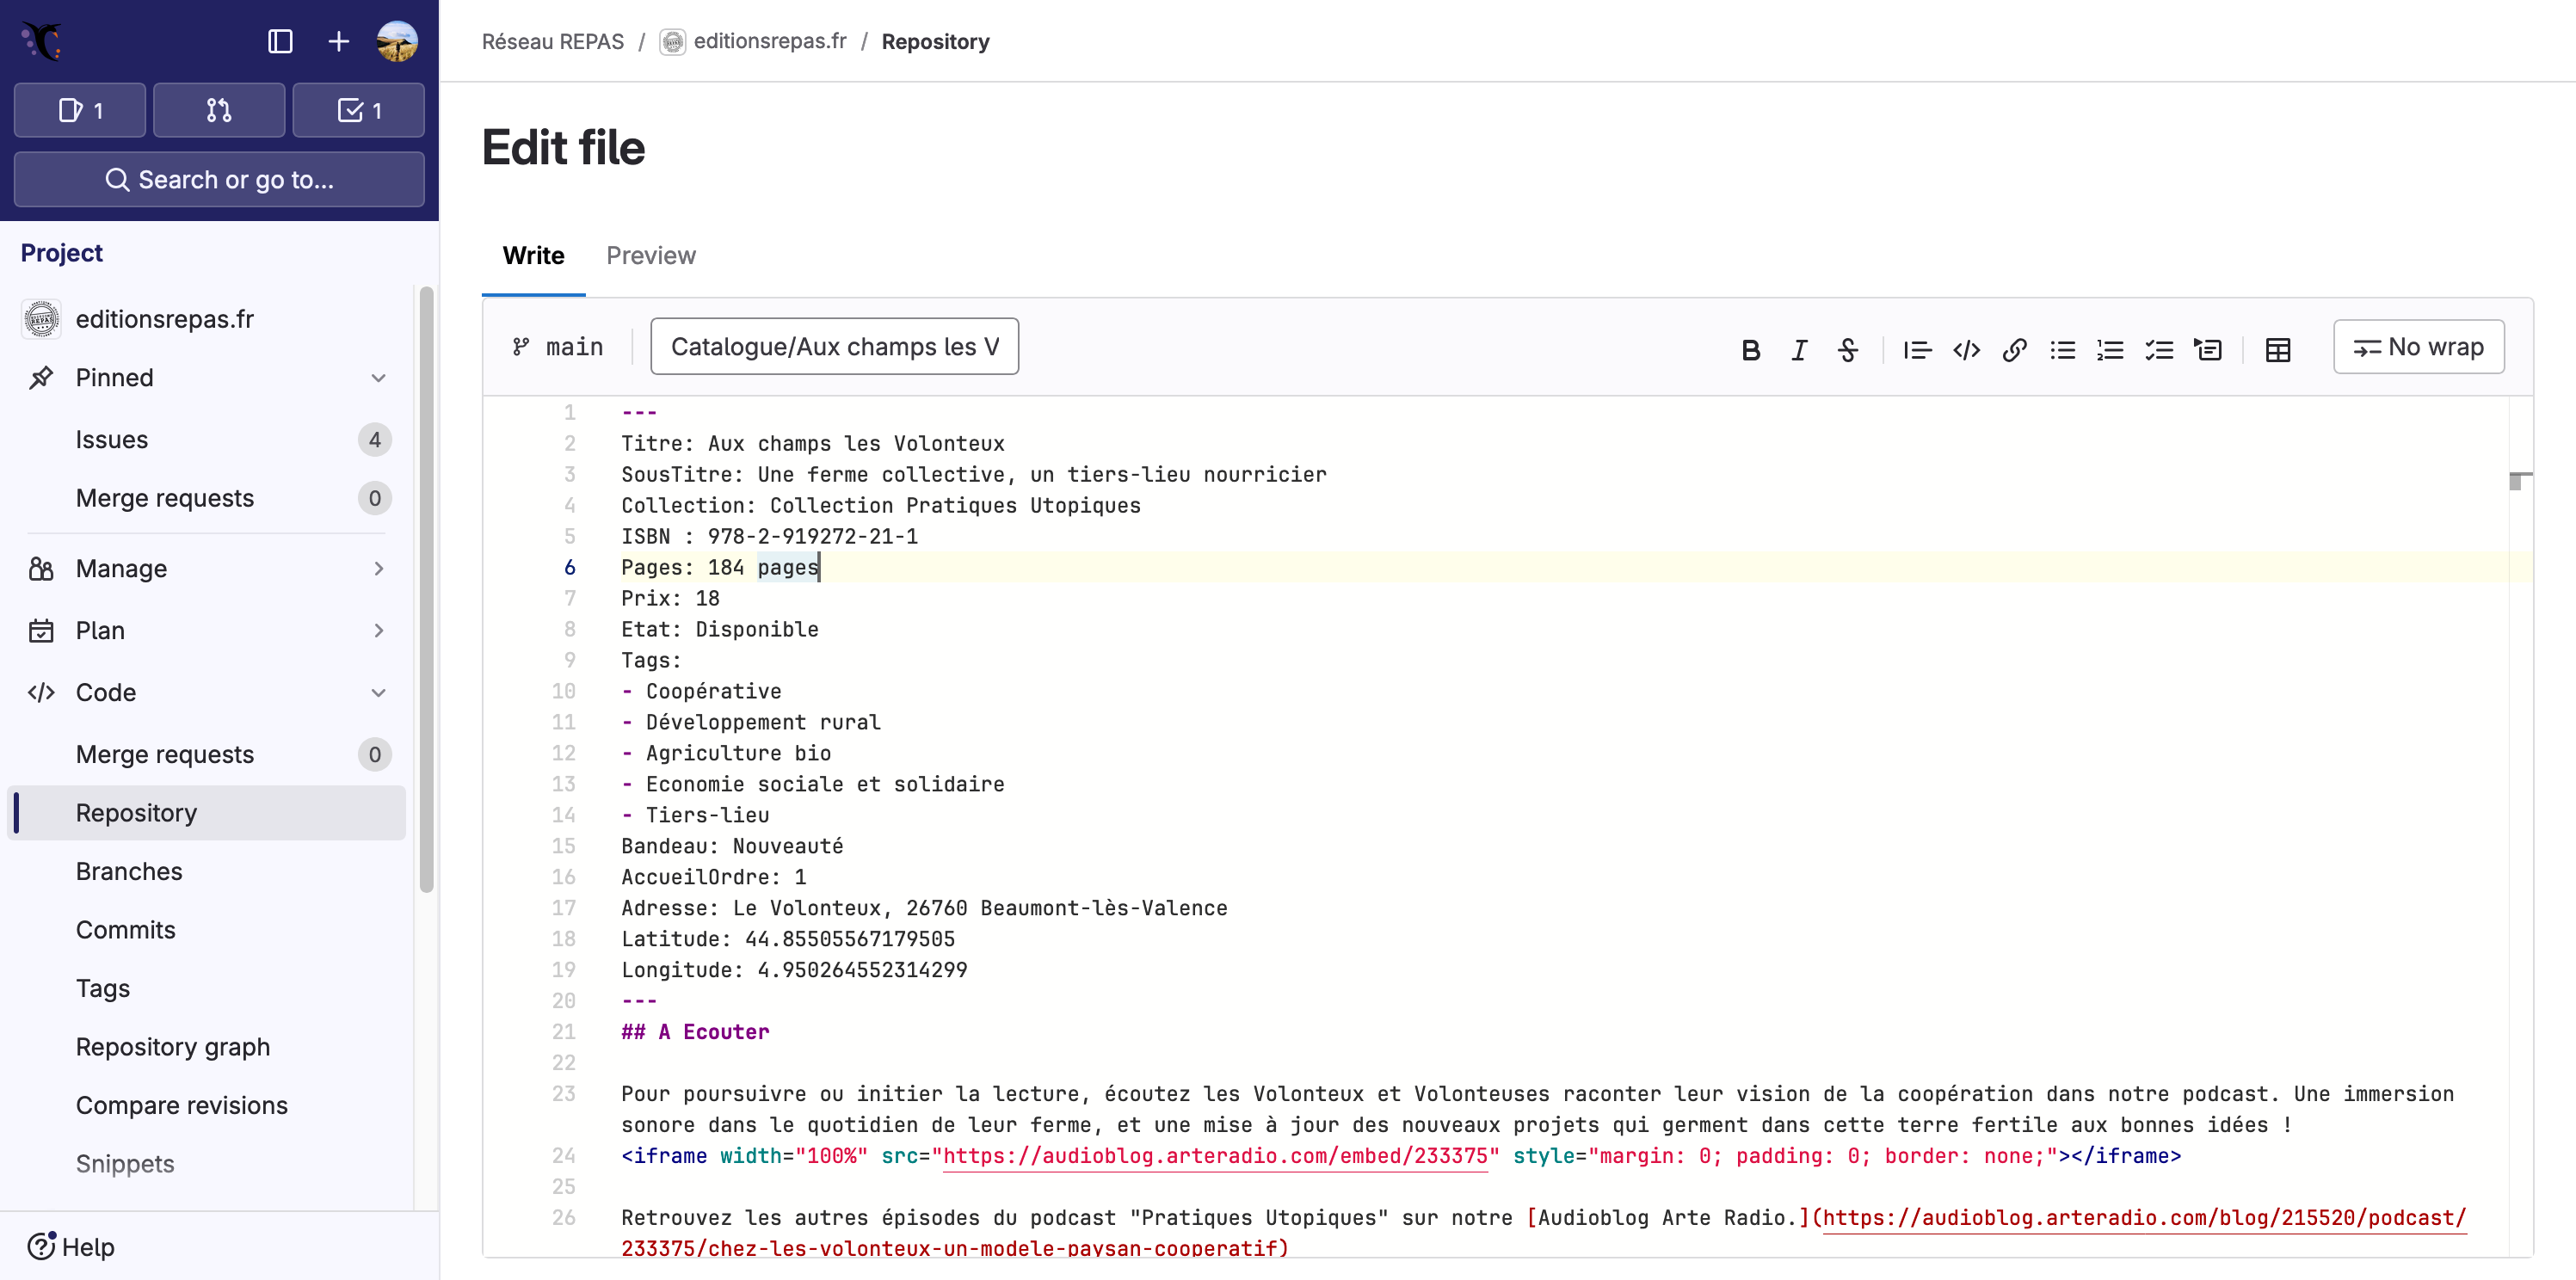 1
1
Search or go to...
Project
editionsrepas.fr
Pinned
Issues 4
Merge requests 0
Manage
Plan
Code
Merge requests 0
Repository
Branches
Commits
Tags
Repository graph
Compare revisions
Snippets
Help
Réseau REPAS / editionsrepas.fr / Repository
Edit file
Write Preview
main Catalogue/Aux champs les V No wrap
1 ---
2 Titre: Aux champs les Volonteux
3 SousTitre: Une ferme collective, un tiers-lieu nourricier
4 Collection: Collection Pratiques Utopiques
5 ISBN : 978-2-919272-21-1
6 Pages: 184 pages
7 Prix: 18
8 Etat: Disponible
9 Tags:
10 - Coopérative
11 - Développement rural
12 - Agriculture bio
13 - Economie sociale et solidaire
14 - Tiers-lieu
15 Bandeau: Nouveauté
16 AccueilOrdre: 1
17 Adresse: Le Volonteux, 26760 Beaumont-lès-Valence
18 Latitude: 44.85505567179505
19 Longitude: 4.950264552314299
20 ---
21 ## A Ecouter
22
23 Pour poursuivre ou initier la lecture, écoutez les Volonteux et Volonteuses raconter leur vision de la coopération dans notre podcast. Une immersion
sonore dans le quotidien de leur ferme, et une mise à jour des nouveaux projets qui germent dans cette terre fertile aux bonnes idées !
24 <iframe width="100%" src="https://audioblog.arteradio.com/embed/233375" style="margin: 0; padding: 0; border: none;"></iframe>
25
26 Retrouvez les autres épisodes du podcast "Pratiques Utopiques" sur notre [Audioblog Arte Radio.](https://audioblog.arteradio.com/blog/215520/podcast/
233375/chez-les-volonteux-un-modele-paysan-cooperatif)